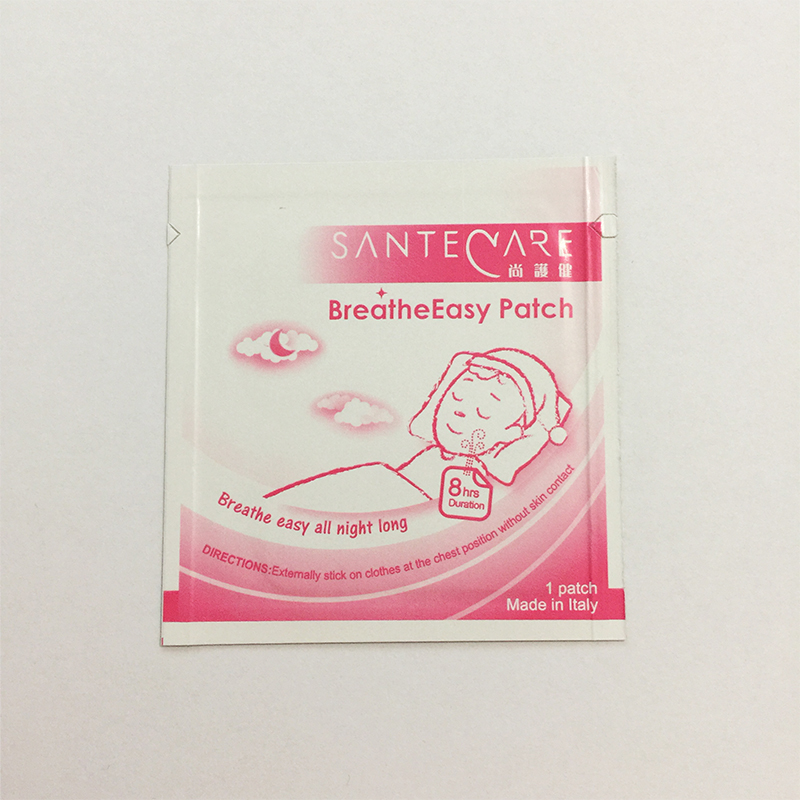 SANTECARE
尚護健
BreatheEasy Patch
8hrs
Duration
Breathe easy all night long
DIRECTIONS:Externally stick on clothes at the chest position without skin contact
1 patch
Made in Italy